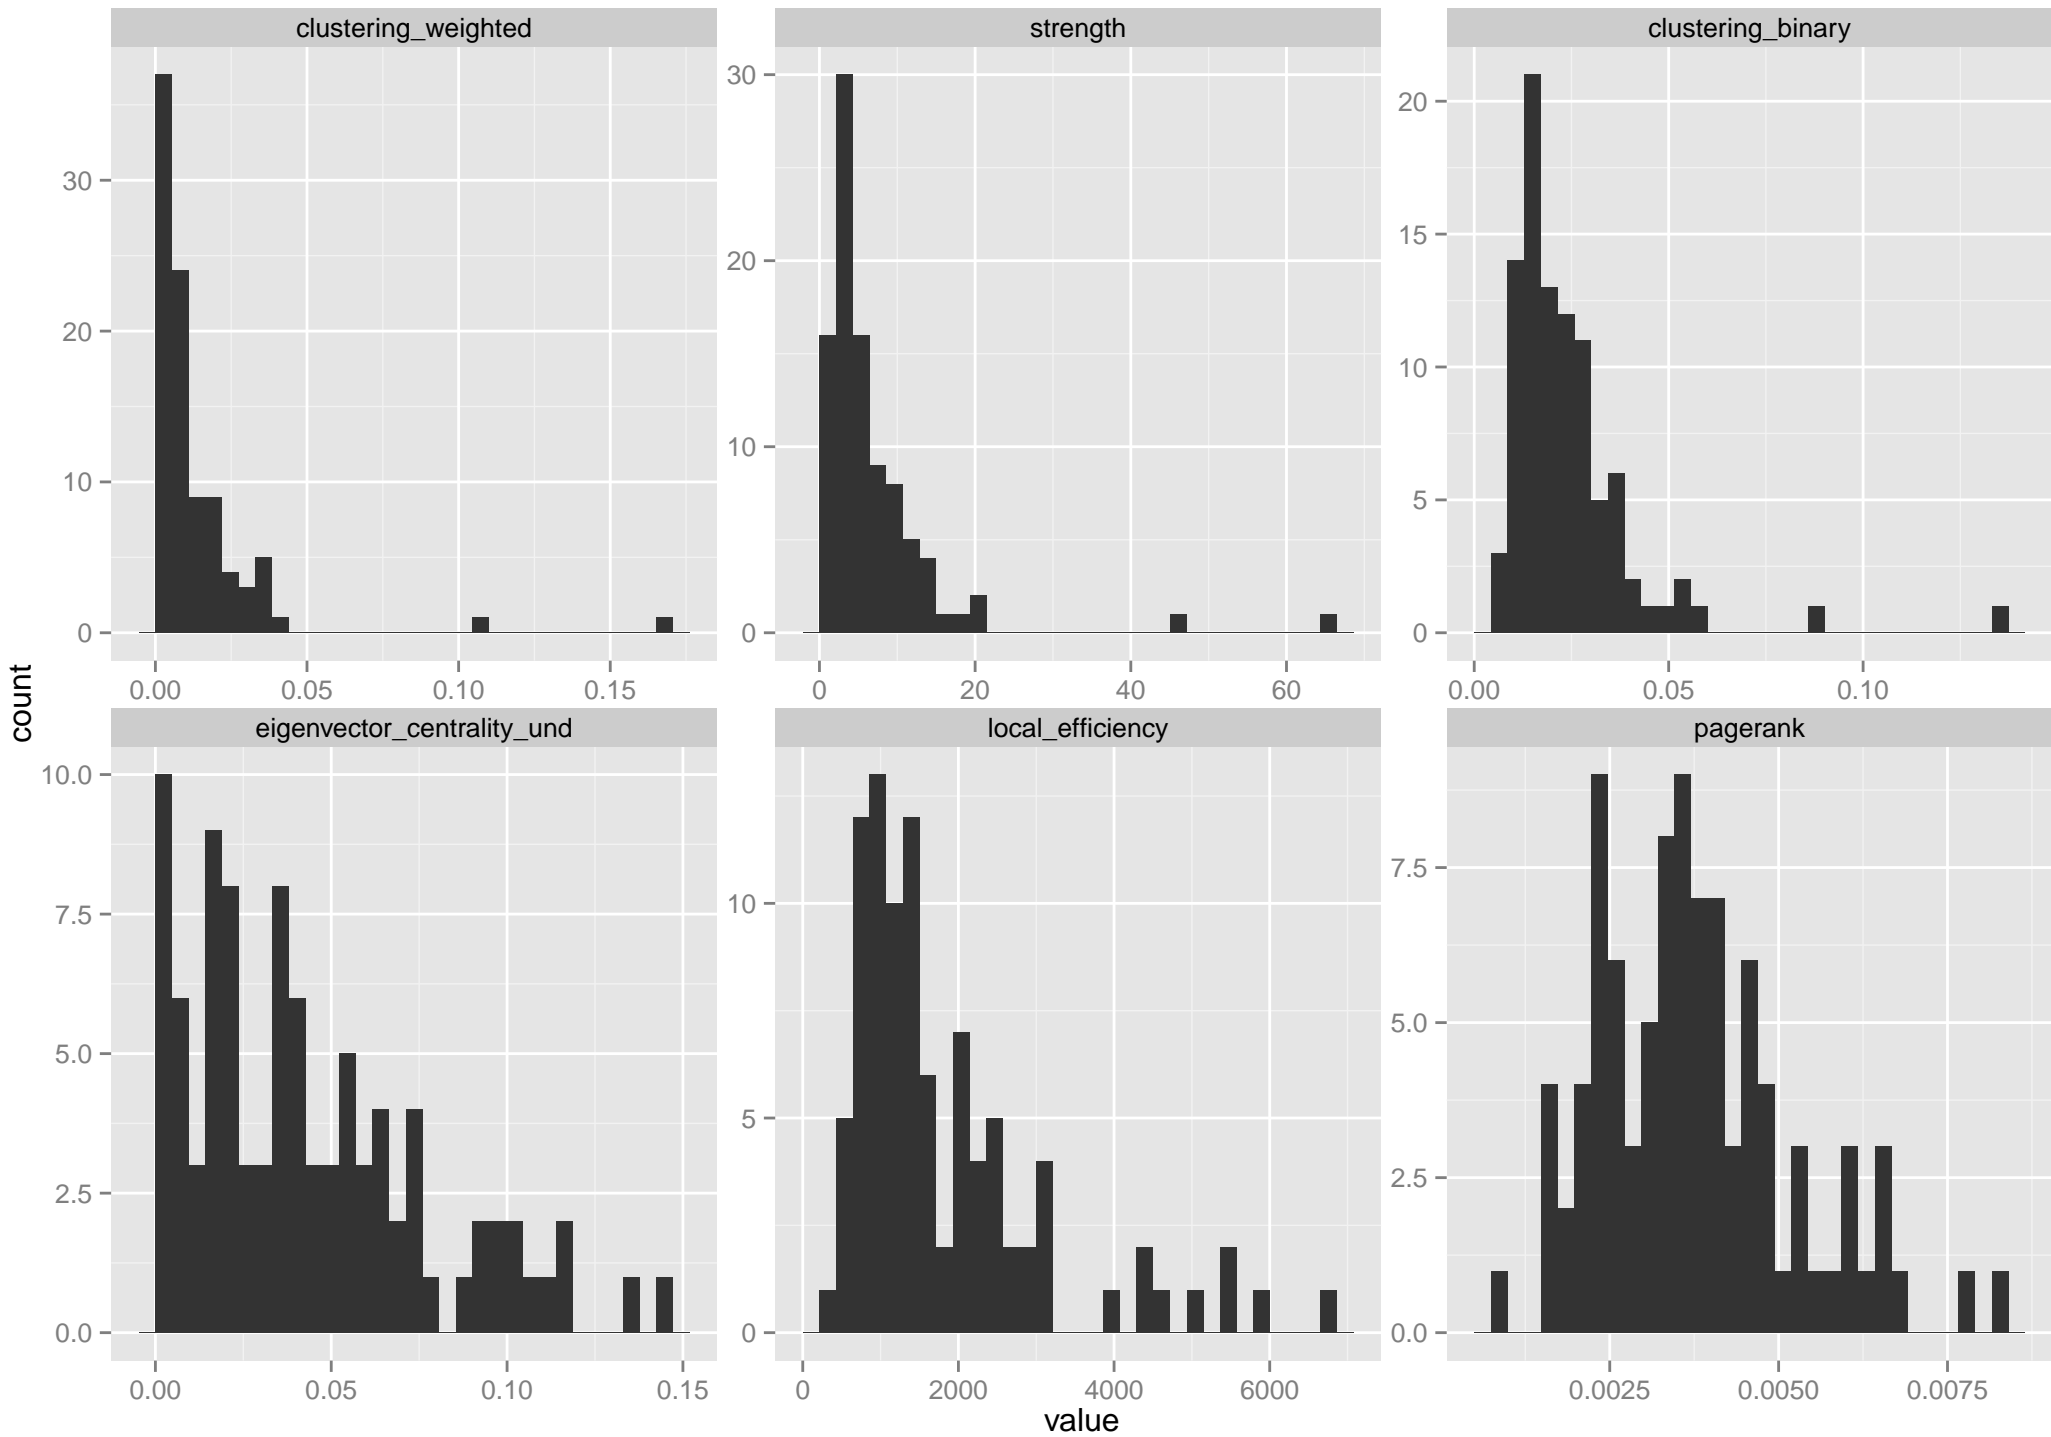 clustering_weighted
strength
clustering_binary
30
20
10
0
0.00 0.05 0.10 0.15
30
20
10
0
0 20 40 60
20
15
10
5
0
0.00 0.05 0.10
count
eigenvector_centrality_und
local_efficiency
pagerank
10.0
7.5
5.0
2.5
0.0
0.00 0.05 0.10 0.15
10
5
0
0 2000 4000 6000
7.5
5.0
2.5
0.0
0.0025 0.0050 0.0075
value